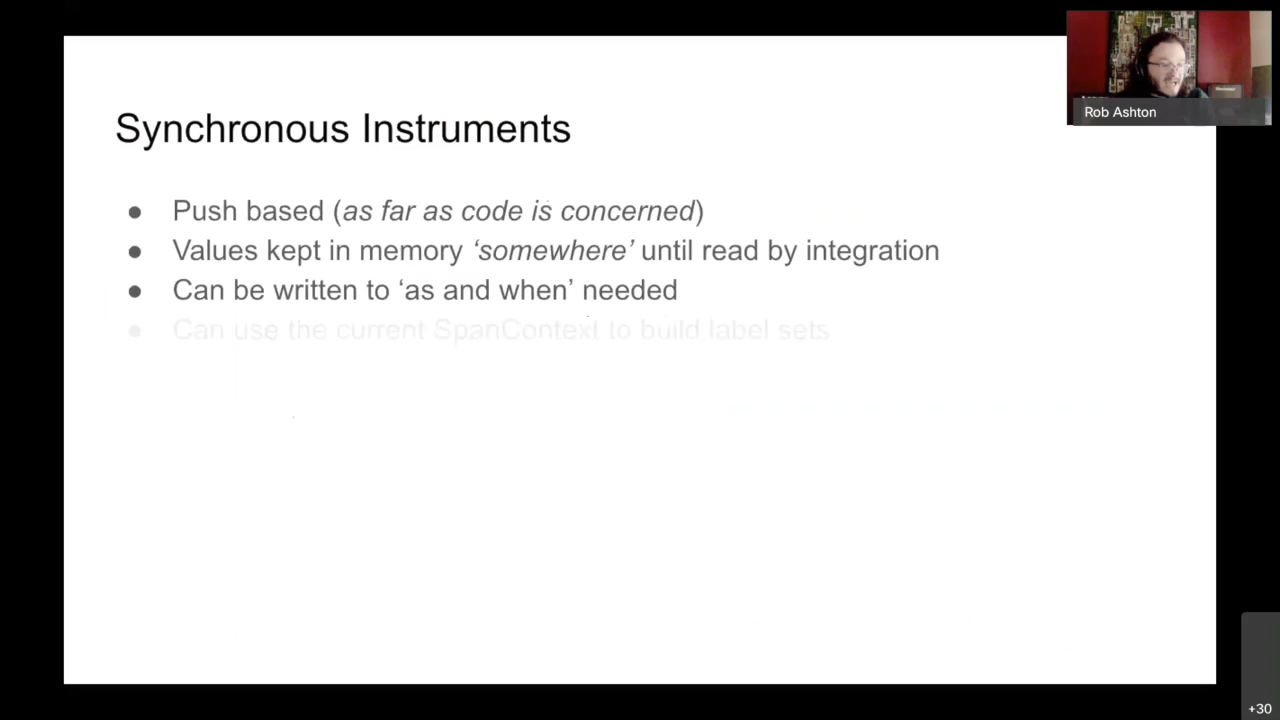 Synchronous Instruments
● Push based (as far as code is concerned)
● Values kept in memory ‘somewhere’ until read by integration
● Can be written to ‘as and when’ needed
● Can use the current SpanContext to build label sets
Rob Ashton
+30